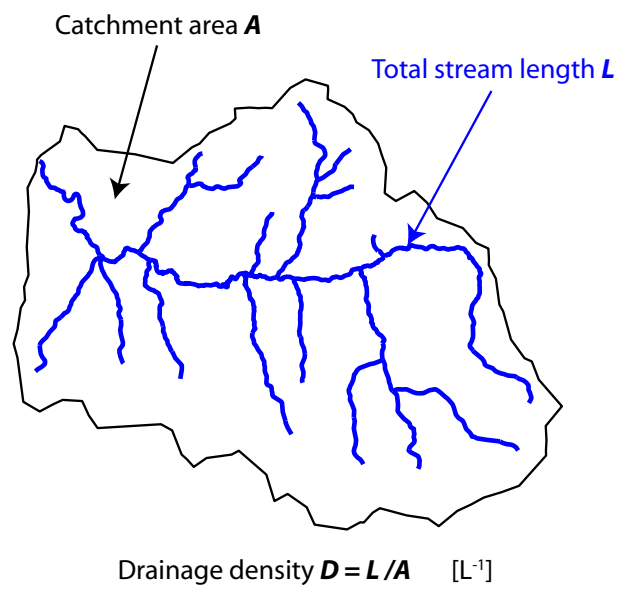 Catchment area A
Total stream length L
Drainage density D = L /A [L⁻¹]